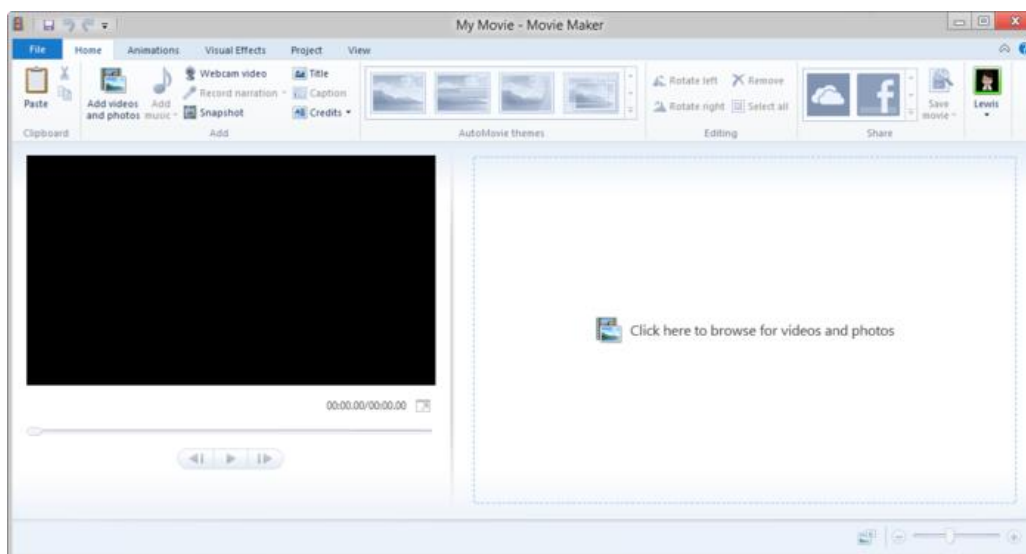 My Movie - Movie Maker
File Home Animations Visual Effects Project View
Paste
Clipboard
Add videos and photos
Add music
Webcam video
Record narration
Snapshot
Title
Caption
Credits
Add
AutoMovie themes
Rotate left
Rotate right
Remove
Select all
Editing
Share
Save movie
Lewis
00:00.00/00:00.00
Click here to browse for videos and photos